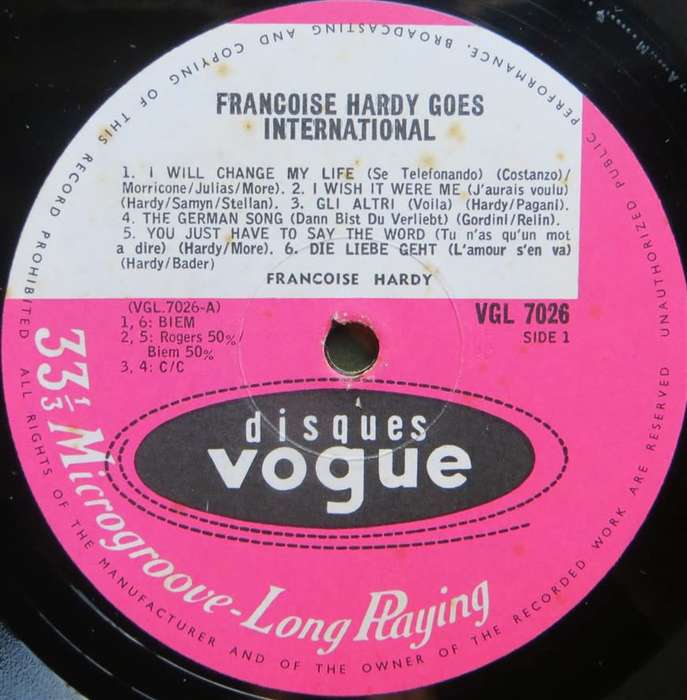 UNAUTHORIZED PUBLIC PERFORMANCE, BROADCASTING AND COPYING OF THIS RECORD PROHIBITED
FRANCOISE HARDY GOES
INTERNATIONAL
1. I WILL CHANGE MY LIFE (Se Telefonando) (Costanzo)/
Morricone/Julias/More). 2. I WISH IT WERE ME (J'aurais voulu)
(Hardy/Samyn/Stellan). 3. GLI ALTRI (Voila) (Hardy/Pagani).
4. THE GERMAN SONG (Dann Bist Du Verliebt) (Gordini/Relin).
5. YOU JUST HAVE TO SAY THE WORD (Tu n'as qu'un mot
a dire) (Hardy/More). 6. DIE LIEBE GEHT (L'amour s'en va)
(Hardy/Bader)
FRANCOISE HARDY
(VGL.7026-A)
1, 6: BIEM
2, 5: Rogers 50%/
Biem 50%
3, 4: C/C
VGL 7026
SIDE 1
disques
vogue
33 1/3 Microgroove-Long Playing
ALL RIGHTS OF THE MANUFACTURER AND OF THE OWNER OF THE RECORDED WORK ARE RESERVED